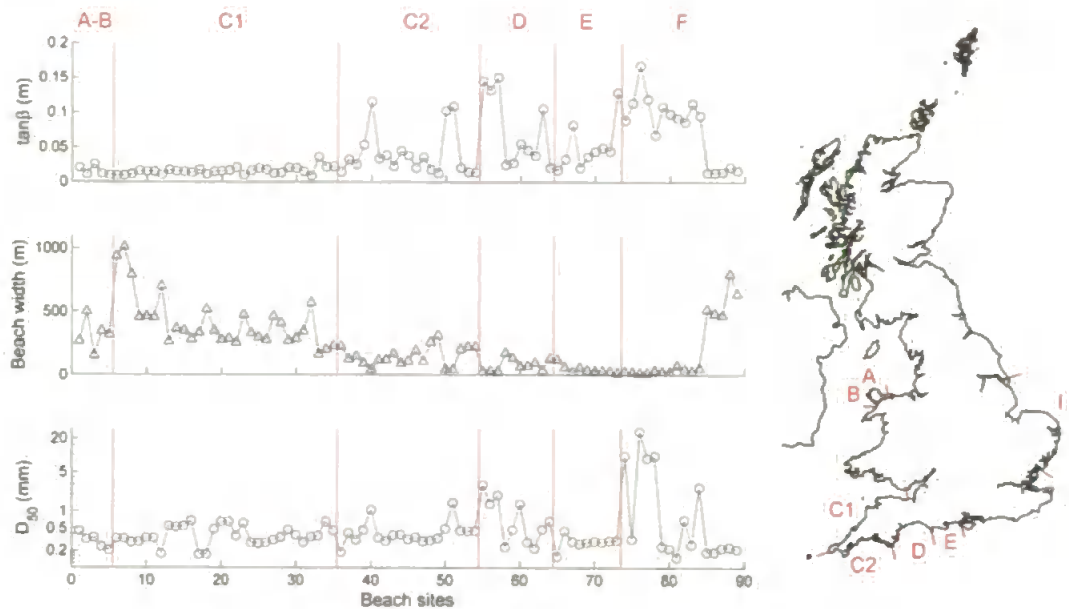 A-B C1 C2 D E F
0.2
0.15
0.1
0.05
0
tanβ (m)
1000
500
0
Beach width (m)
20
5
1
0.5
0.2
D50 (mm)
0 10 20 30 40 50 60 70 80 90
Beach sites
A
B
C1
C2
D
E